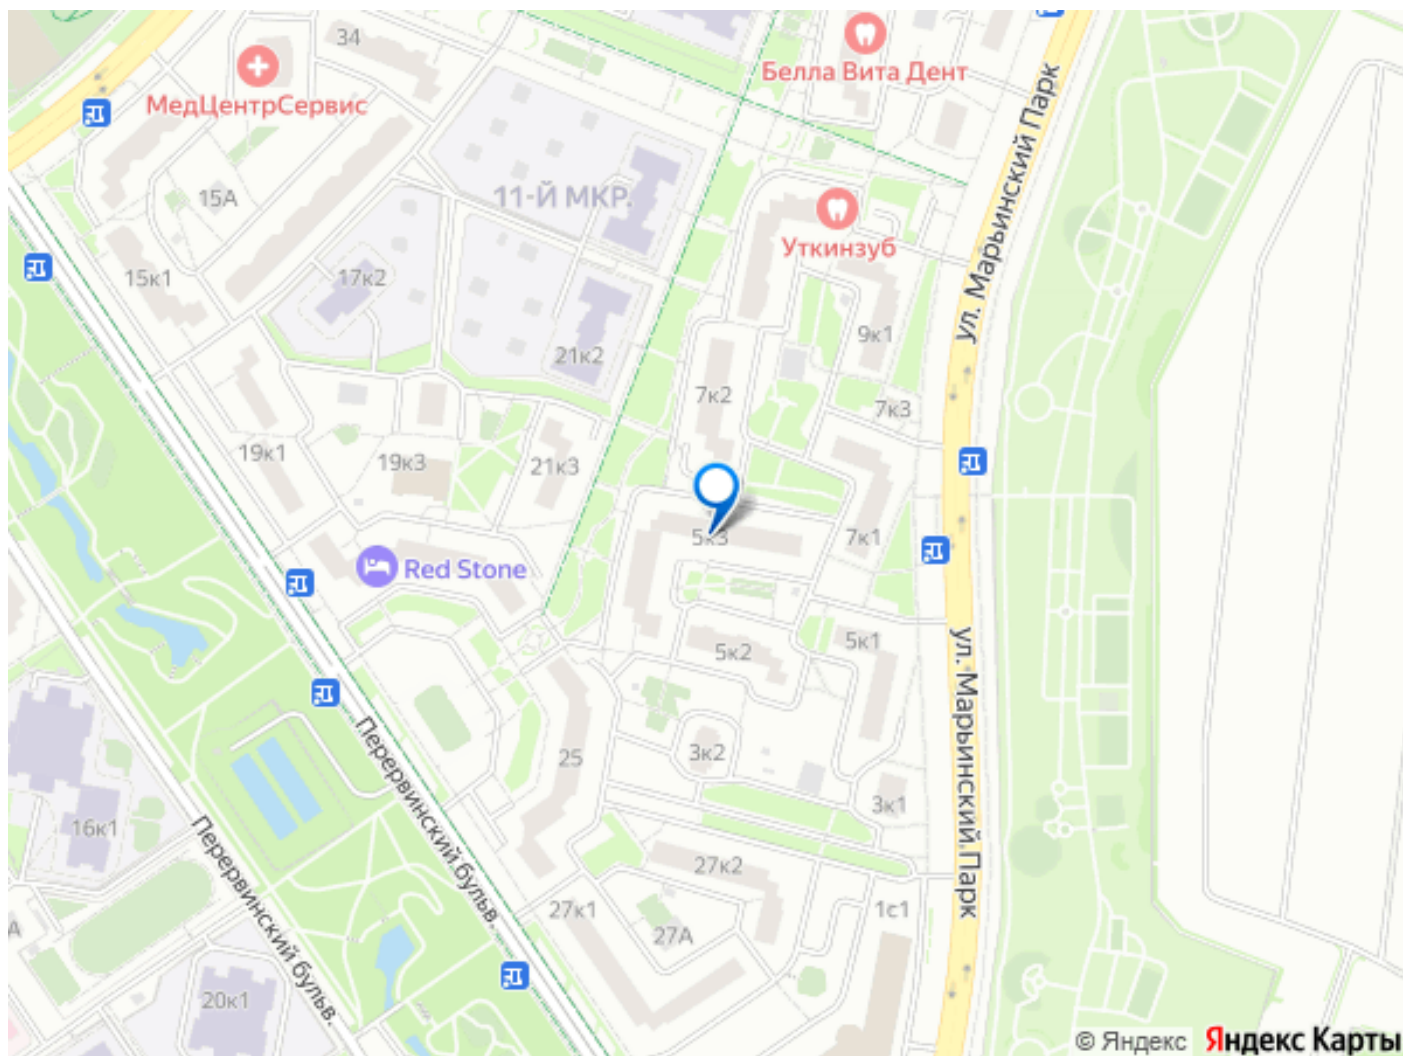 34
Белла Вита Дент
МедЦентрСервис
ул. Марьинский Парк
15А
11-Й МКР.
Уткинзуб
15к1
17к2
21к2
9к1
7к2
7к3
19к1
19к3
21к3
5к3
7к1
Red Stone
5к2
5к1
ул. Марьинский Парк
Перервинский бульв.
25
3к2
3к1
16к1
Перервинский бульв.
27к2
27к1
27А
1с1
А
20к1
© Яндекс Яндекс Карты